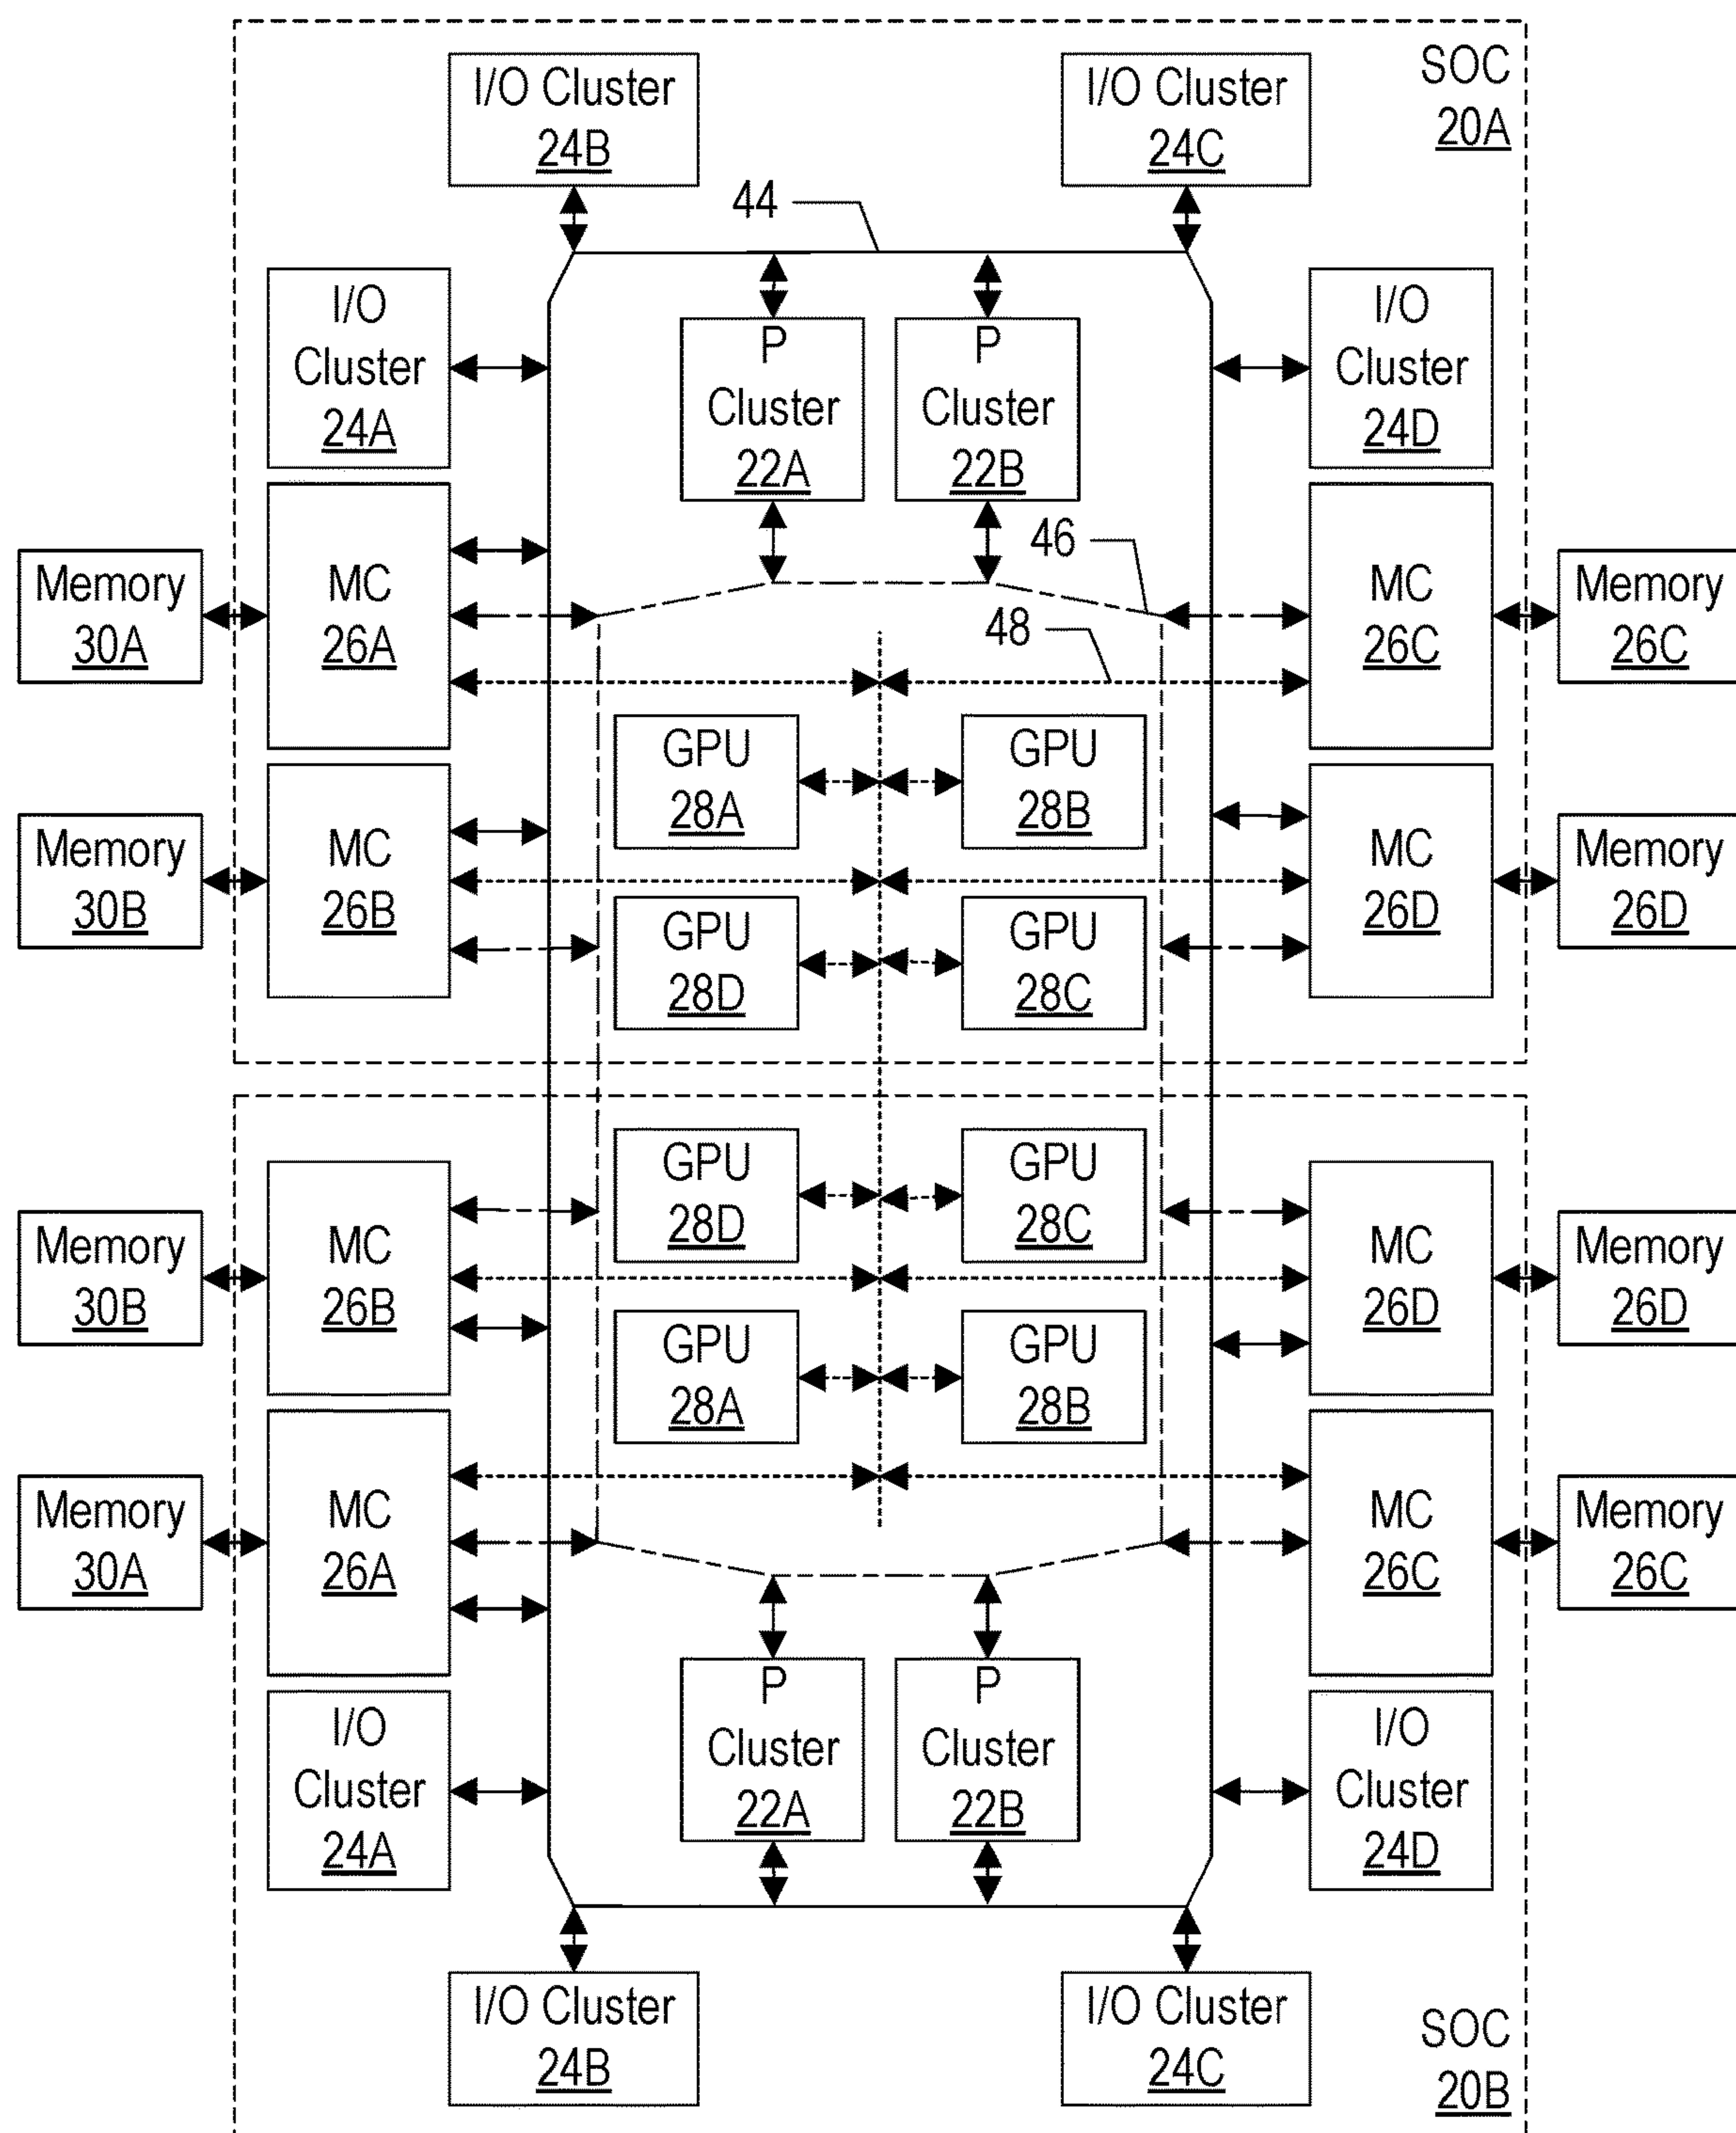 SOC
20A
I/O Cluster
24B
I/O Cluster
24C
44
I/O
Cluster
24A
P
Cluster
22A
P
Cluster
22B
I/O
Cluster
24D
46
48
Memory
30A
MC
26A
MC
26C
Memory
26C
GPU
28A
GPU
28B
Memory
30B
MC
26B
MC
26D
Memory
26D
GPU
28D
GPU
28C
GPU
28D
GPU
28C
Memory
30B
MC
26B
MC
26D
Memory
26D
GPU
28A
GPU
28B
Memory
30A
MC
26A
MC
26C
Memory
26C
I/O
Cluster
24A
P
Cluster
22A
P
Cluster
22B
I/O
Cluster
24D
I/O Cluster
24B
I/O Cluster
24C
SOC
20B